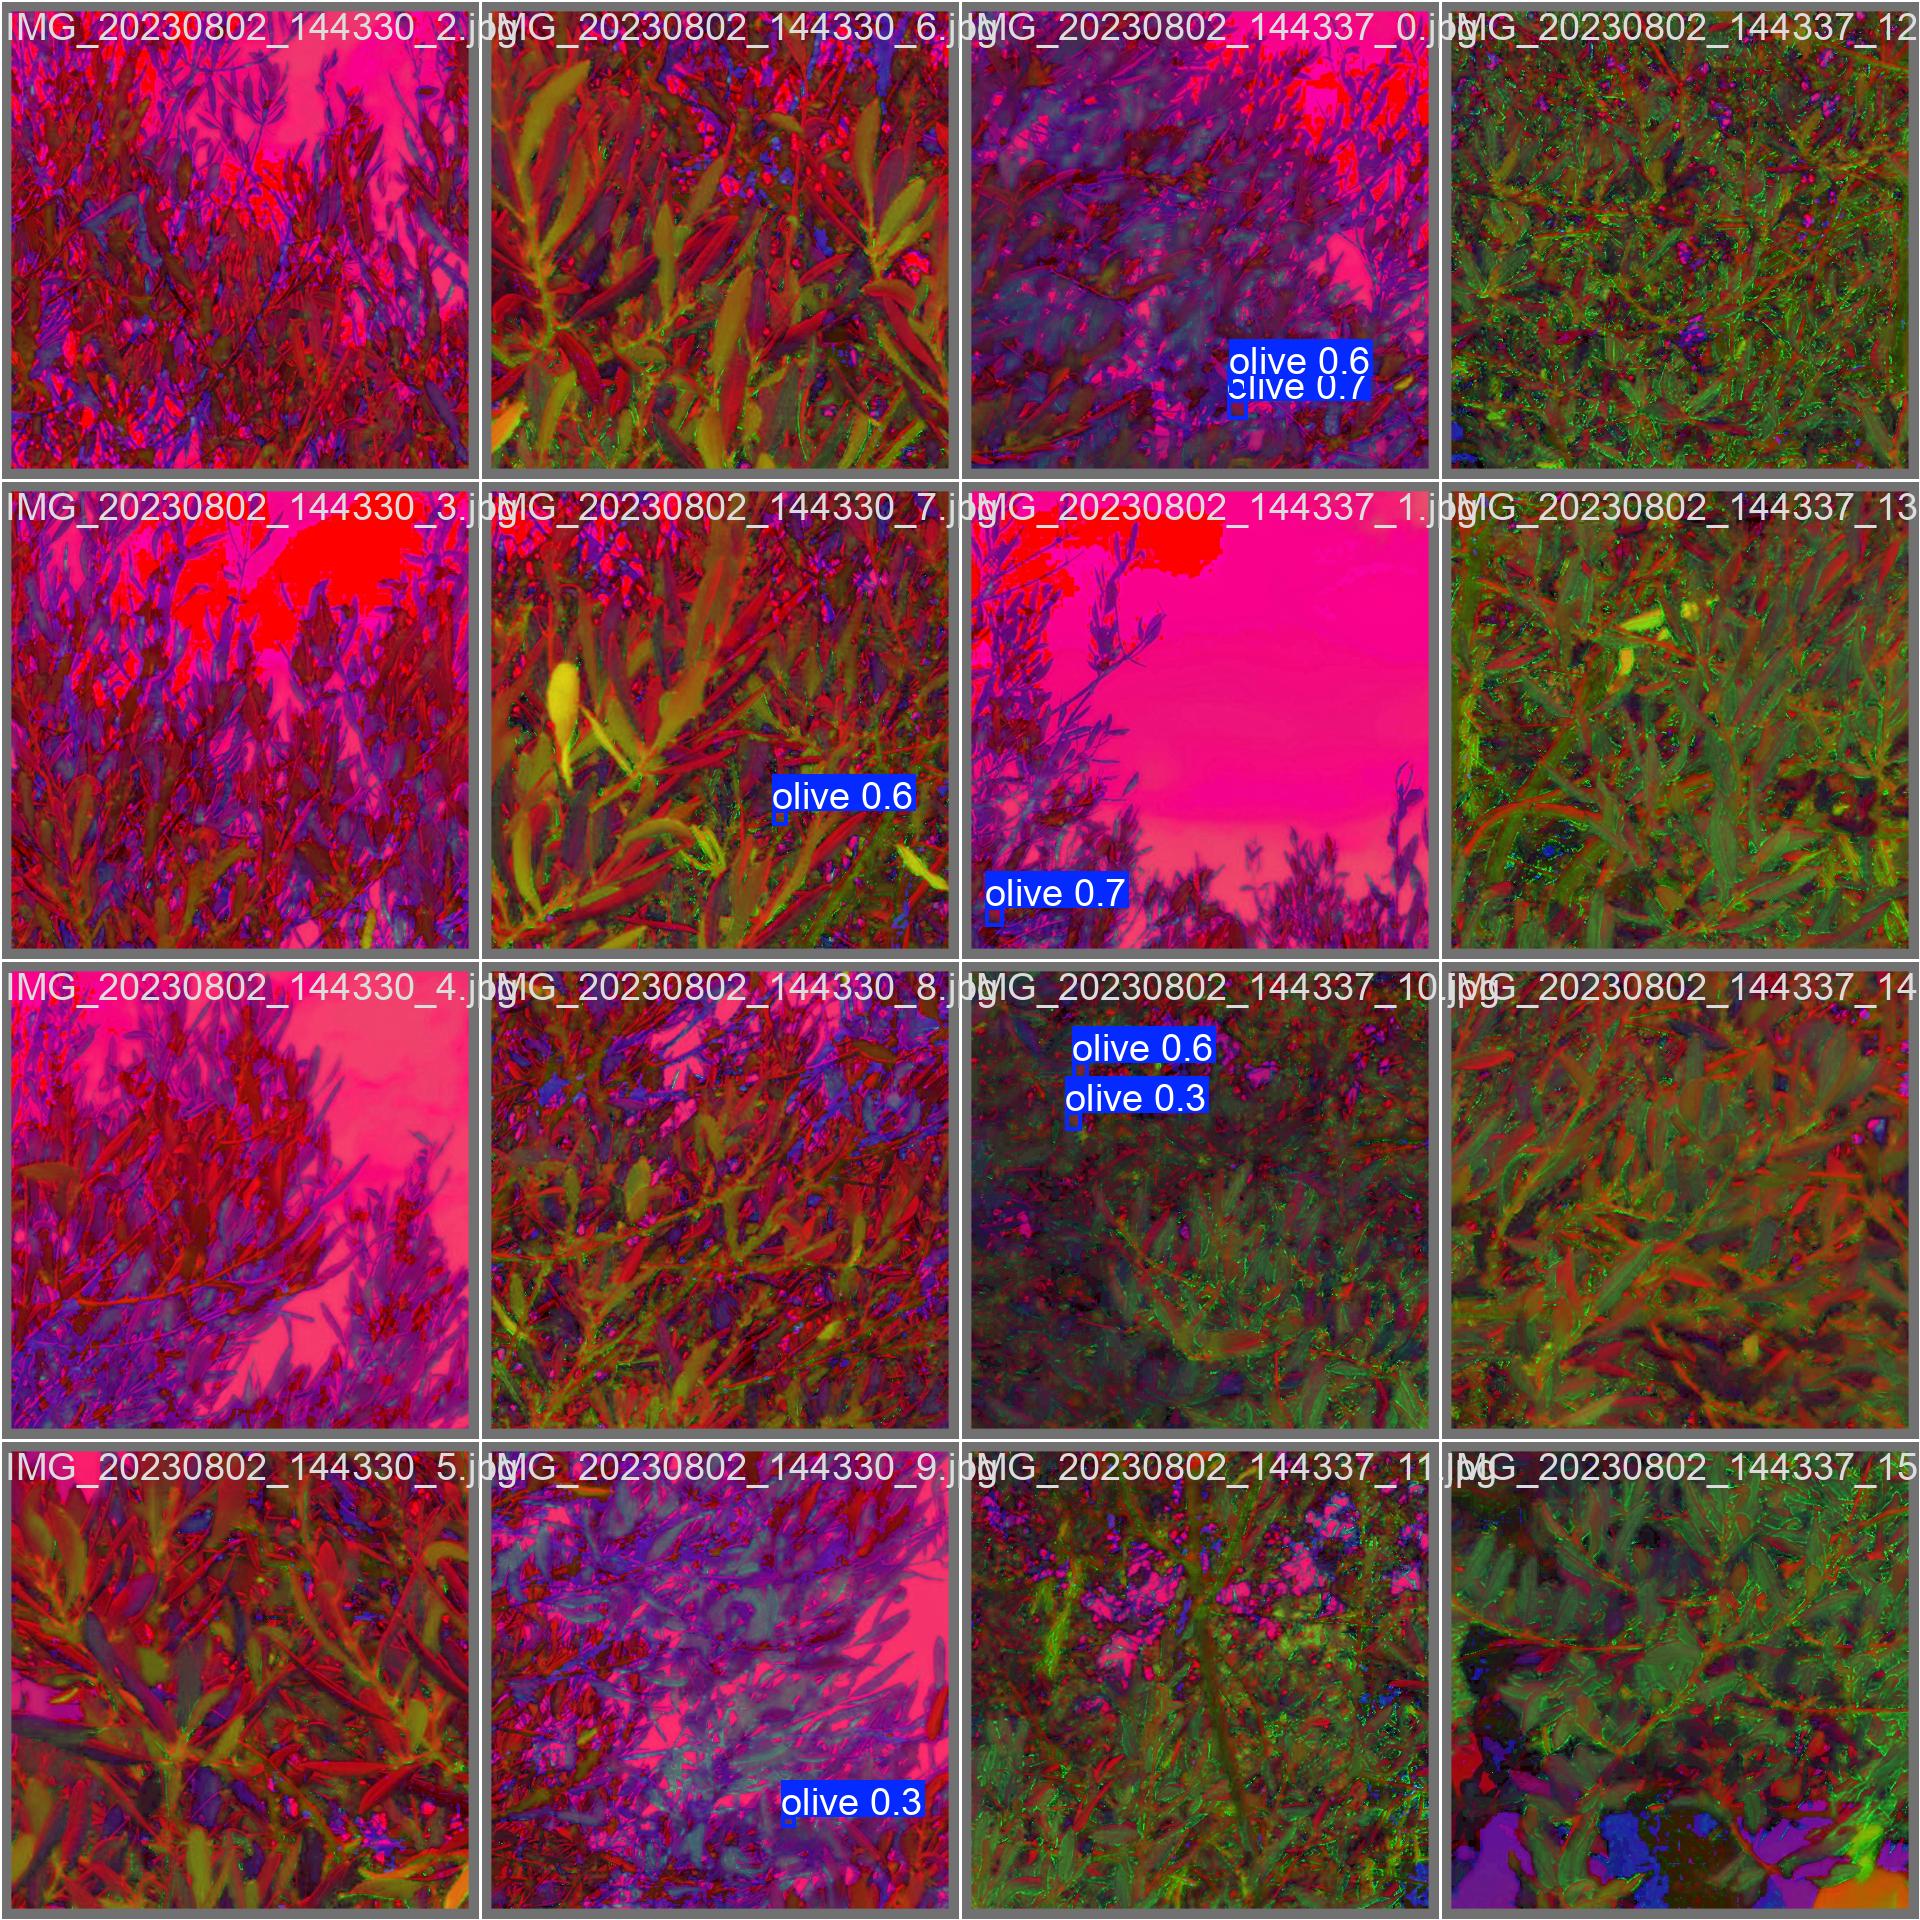 IMG_20230802_144330_2.jpg
IMG_20230802_144330_6.jpg
IMG_20230802_144337_0.jpg
IMG_20230802_144337_12
olive 0.6
olive 0.7
IMG_20230802_144330_3.jpg
IMG_20230802_144330_7.jpg
IMG_20230802_144337_1.jpg
IMG_20230802_144337_13
olive 0.6
olive 0.7
IMG_20230802_144330_4.jpg
IMG_20230802_144330_8.jpg
IMG_20230802_144337_10.jpg
IMG_20230802_144337_14
olive 0.6
olive 0.3
IMG_20230802_144330_5.jpg
IMG_20230802_144330_9.jpg
IMG_20230802_144337_11.jpg
IMG_20230802_144337_15
olive 0.3